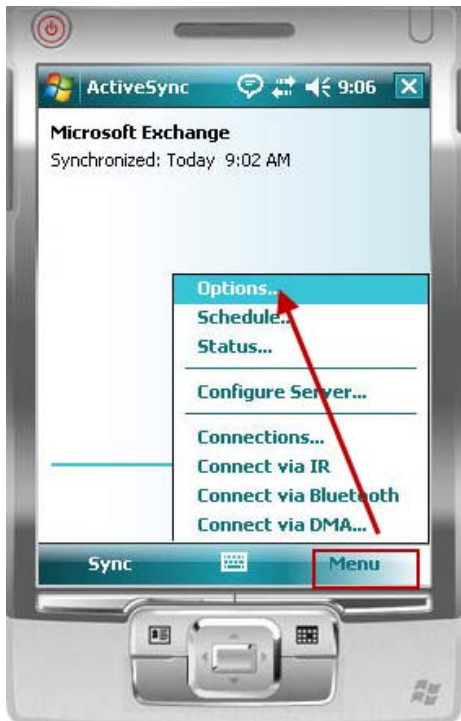 ActiveSync 9:06
Microsoft Exchange
Synchronized: Today 9:02 AM
Options...
Schedule...
Status...
Configure Server...
Connections...
Connect via IR
Connect via Bluetooth
Connect via DMA...
Sync Menu